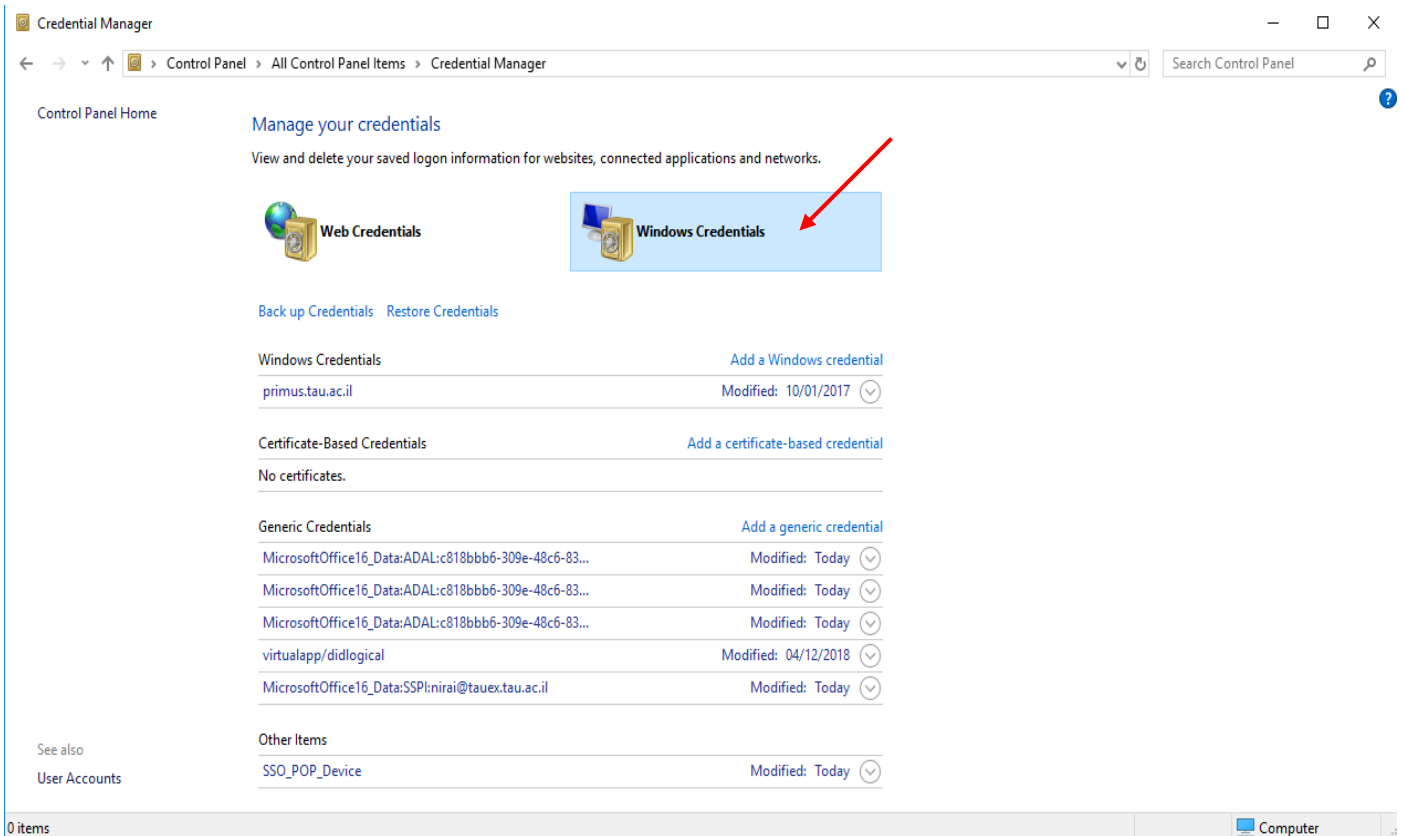 Credential Manager
Control Panel > All Control Panel Items > Credential Manager
Search Control Panel
Control Panel Home
Manage your credentials
View and delete your saved logon information for websites, connected applications and networks.
Web Credentials
Windows Credentials
Back up Credentials Restore Credentials
Windows Credentials Add a Windows credential
primus.tau.ac.il Modified: 10/01/2017
Certificate-Based Credentials Add a certificate-based credential
No certificates.
Generic Credentials Add a generic credential
MicrosoftOffice16_Data:ADAL:c818bbb6-309e-48c6-83... Modified: Today
MicrosoftOffice16_Data:ADAL:c818bbb6-309e-48c6-83... Modified: Today
MicrosoftOffice16_Data:ADAL:c818bbb6-309e-48c6-83... Modified: Today
virtualapp/didlogical Modified: 04/12/2018
MicrosoftOffice16_Data:SSPI:nirai@tauex.tau.ac.il Modified: Today
Other Items
SSO_POP_Device Modified: Today
See also
User Accounts
0 items
Computer